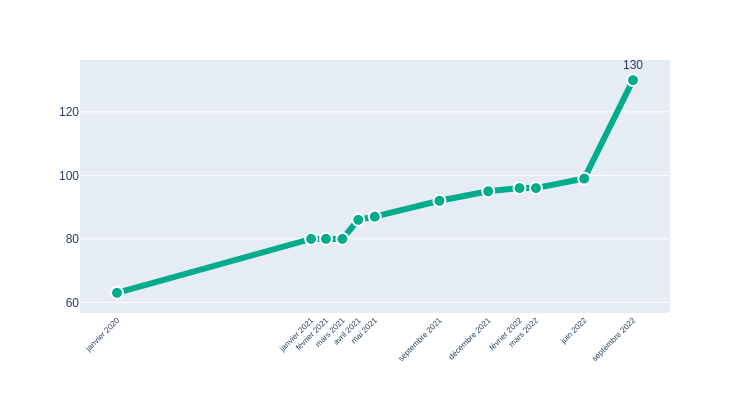 130
120
100
80
60
janvier 2020
janvier 2021
février 2021
mars 2021
avril 2021
mai 2021
septembre 2021
décembre 2021
février 2022
mars 2022
juin 2022
septembre 2022